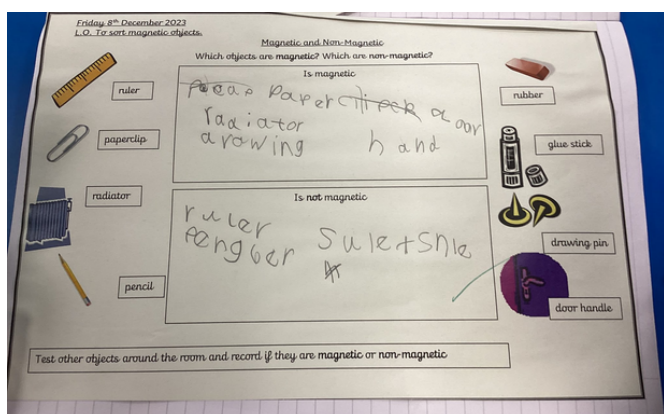 Friday 8th December 2023
L.O. To sort magnetic objects.
Magnetic and Non-Magnetic
Which objects are magnetic? Which are non-magnetic?
Is magnetic
paper door
radiator
hand
ruler
paperclip
radiator
pencil
Is not magnetic
ruler
rubber
glue stick
drawing pin
door handle
Test other objects around the room and record if they are magnetic or non-magnetic